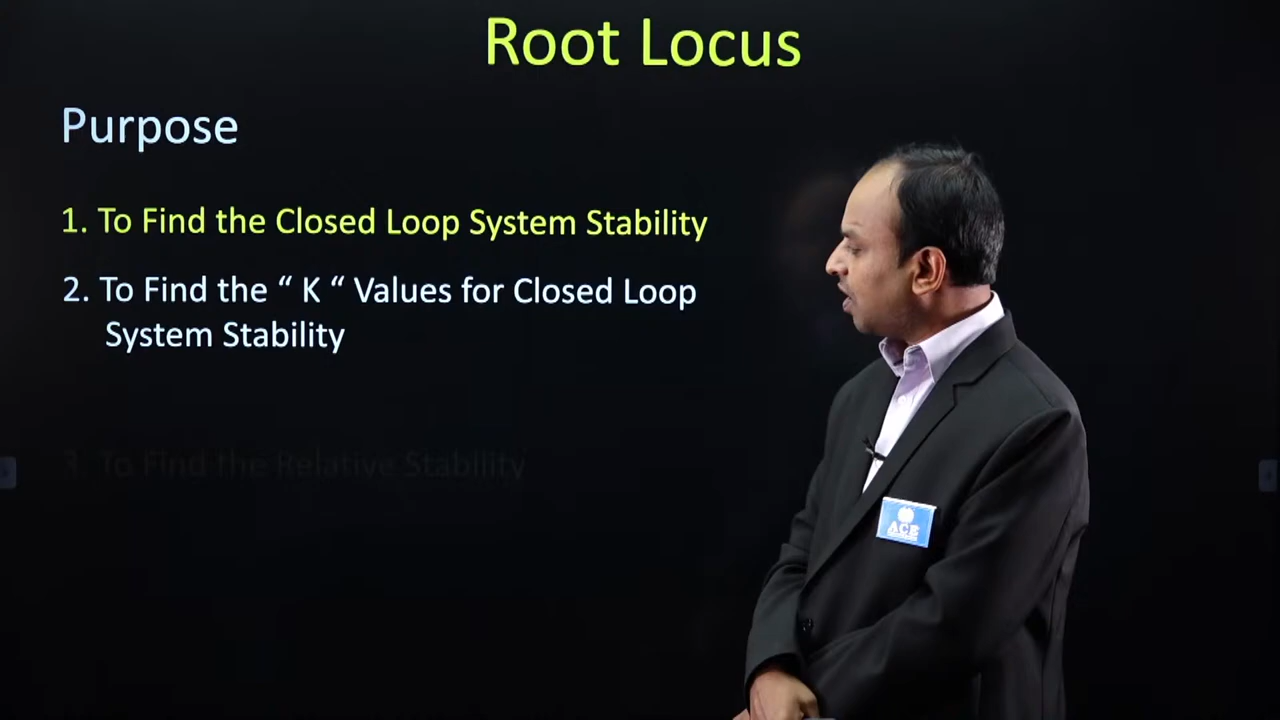 Root Locus
Purpose
1. To Find the Closed Loop System Stability
2. To Find the “ K “ Values for Closed Loop
System Stability
3. To Find the Relative Stability
ACE